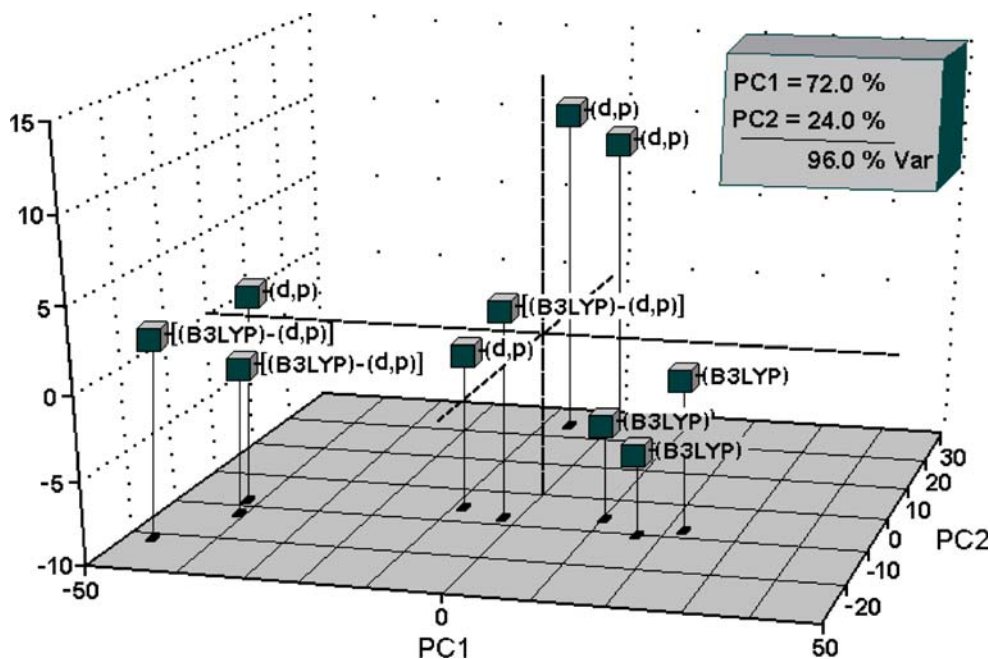 PC1 = 72.0 %
PC2 = 24.0 %
96.0 % Var
15
10
5
0
-5
-10
-(d,p)
-(d,p)
-(d,p)
-[(B3LYP)-(d,p)]
-[(B3LYP)-(d,p)]
-[(B3LYP)-(d,p)]
-(d,p)
-(B3LYP)
-(B3LYP)
-(B3LYP)
30
20
10
0
-10
-20
PC2
-50
0
50
PC1